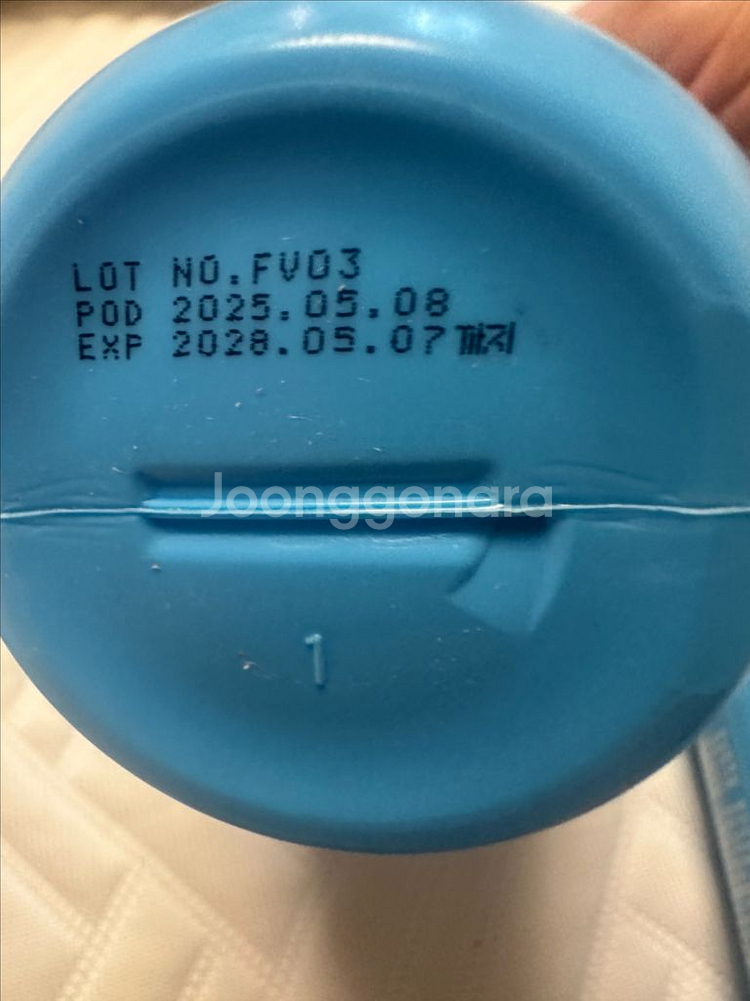 LOT NO.FV03
POD 2025.05.08
EXP 2028.05.07까지
Joonggonara
1